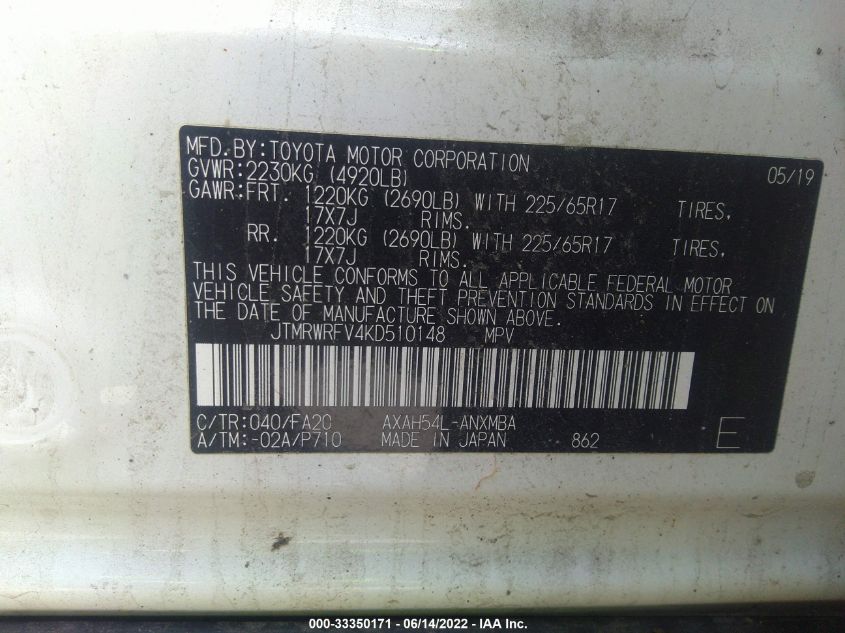 MFD.BY:TOYOTA MOTOR CORPORATION 05/19
GVWR:2230KG (4920LB)
GAWR:FRT. 1220KG (2690LB) WITH 225/65R17 TIRES,
17X7J RIMS.
RR. 1220KG (2690LB) WITH 225/65R17 TIRES,
17X7J RIMS.
THIS VEHICLE CONFORMS TO ALL APPLICABLE FEDERAL MOTOR
VEHICLE SAFETY AND THEFT PREVENTION STANDARDS IN EFFECT ON
THE DATE OF MANUFACTURE SHOWN ABOVE.
JTMRWRFV4KD510148 MPV
C/TR:040/FA20 AXAH54L-ANXMBA
A/TM:-02A/P710 MADE IN JAPAN 862 E
000-33350171 - 06/14/2022 - IAA Inc.